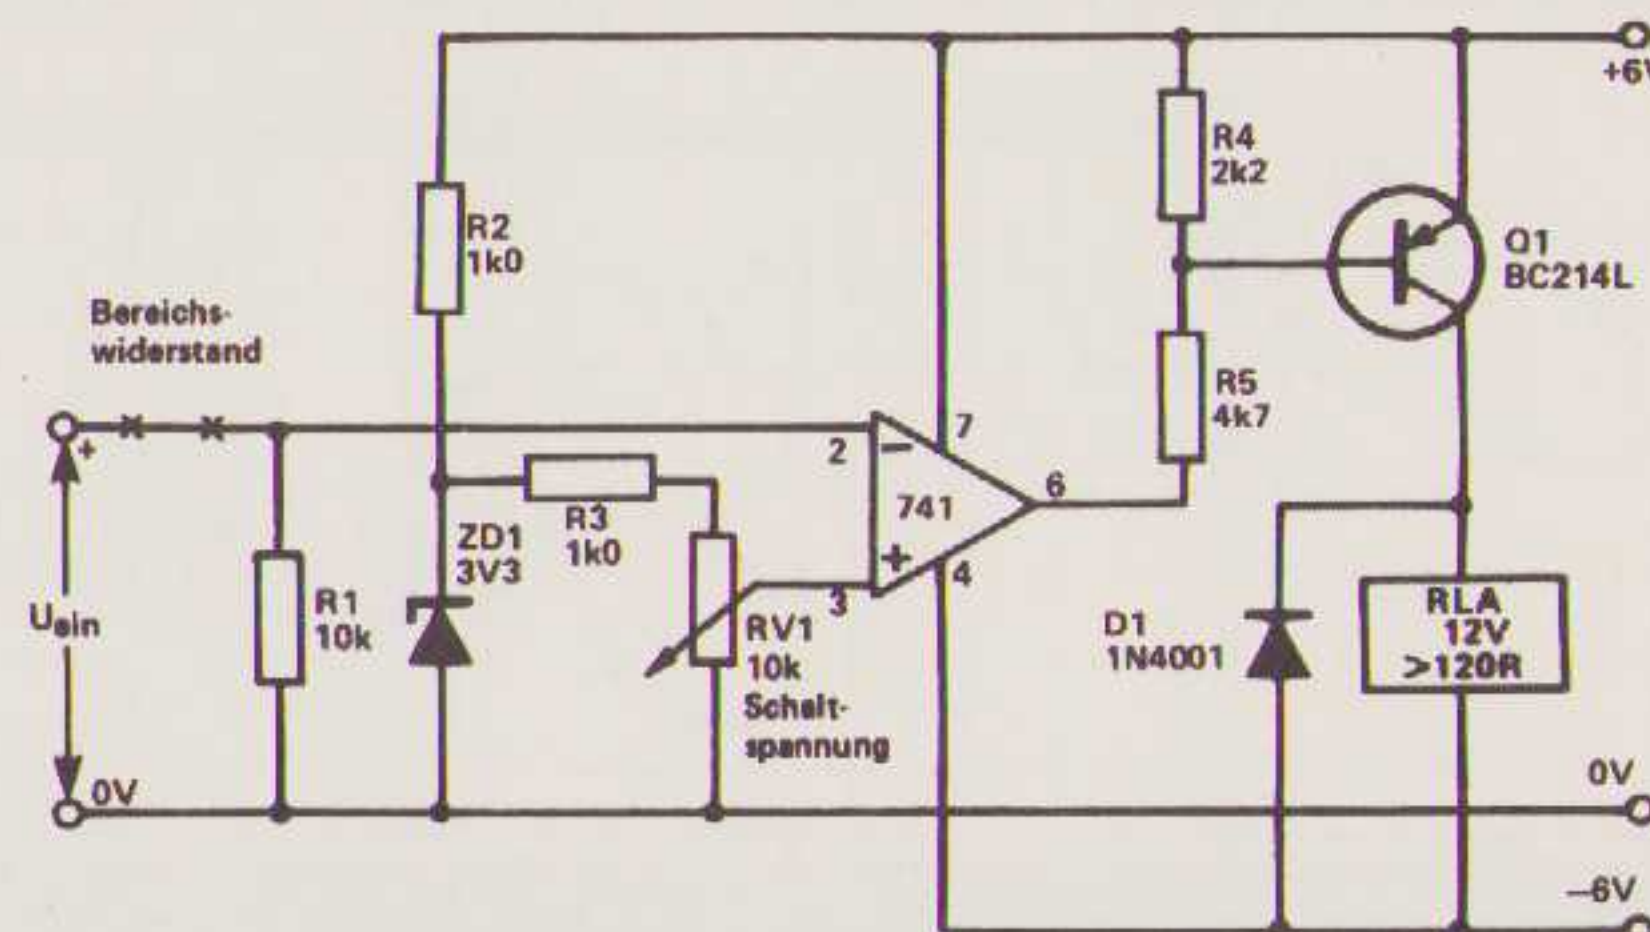 +6V
R4
2k2
R2
1k0
Q1
BC214L
Bereichs-
widerstand
R5
4k7
+
2
−
7
741
6
R3
1k0
ZD1
3V3
+
4
3
R1
10k
Uein
RV1
10k
Schalt-
spannung
D1
1N4001
RLA
12V
>120R
0V
0V
−6V